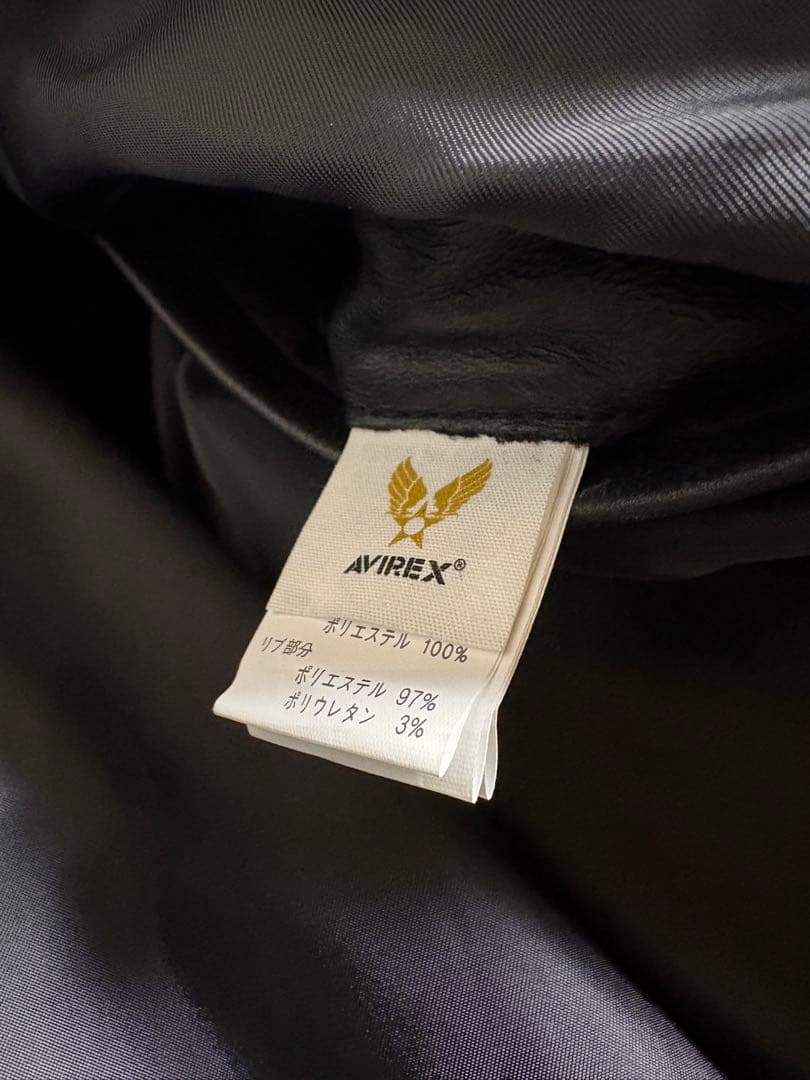 AVIREX®
ポリエステル 100%
リブ部分
ポリエステル 97%
ポリウレタン 3%